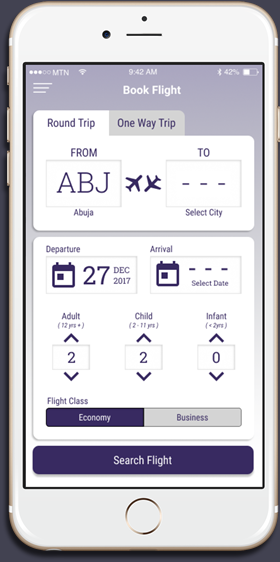 MTN 9:42 AM 42%
Book Flight
Round Trip One Way Trip
FROM TO
ABJ - - -
Abuja Select City
Departure Arrival
27 DEC 2017 - - - Select Date
Adult Child Infant
( 12 yrs + ) ( 2 - 11 yrs ) ( < 2yrs )
2 2 0
Flight Class
Economy Business
Search Flight